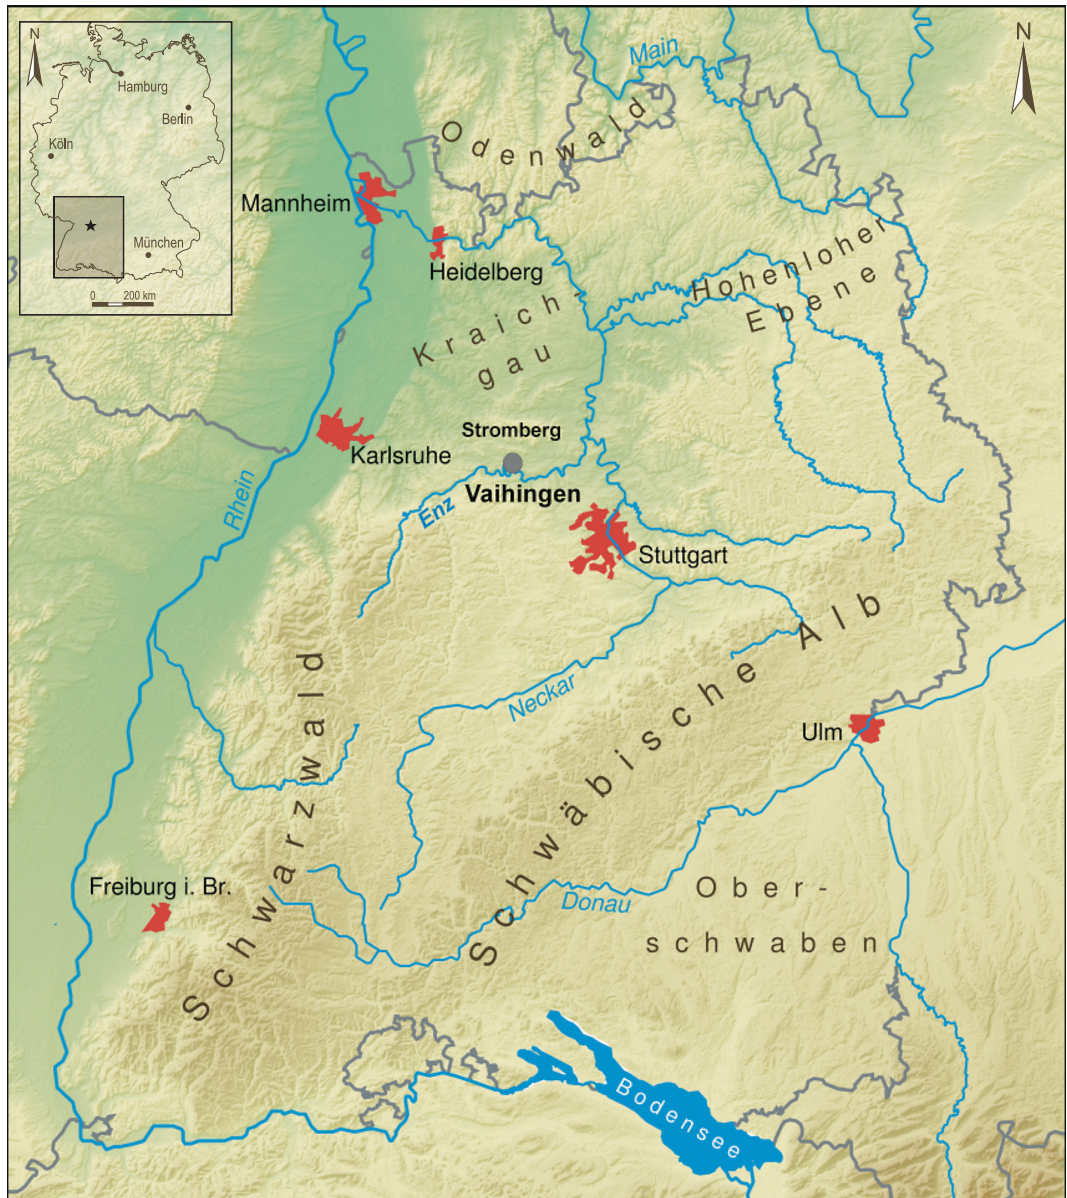 N
Hamburg
Berlin
Köln
München
0 200 km
N
Main
Odenwald
Mannheim
Heidelberg
Hohenloher
Ebene
Kraich-
gau
Stromberg
Karlsruhe
Vaihingen
Enz
Rhein
Stuttgart
Schwäbische Alb
Neckar
Schwarzwald
Ulm
Freiburg i. Br.
Donau
Ober-
schwaben
Bodensee